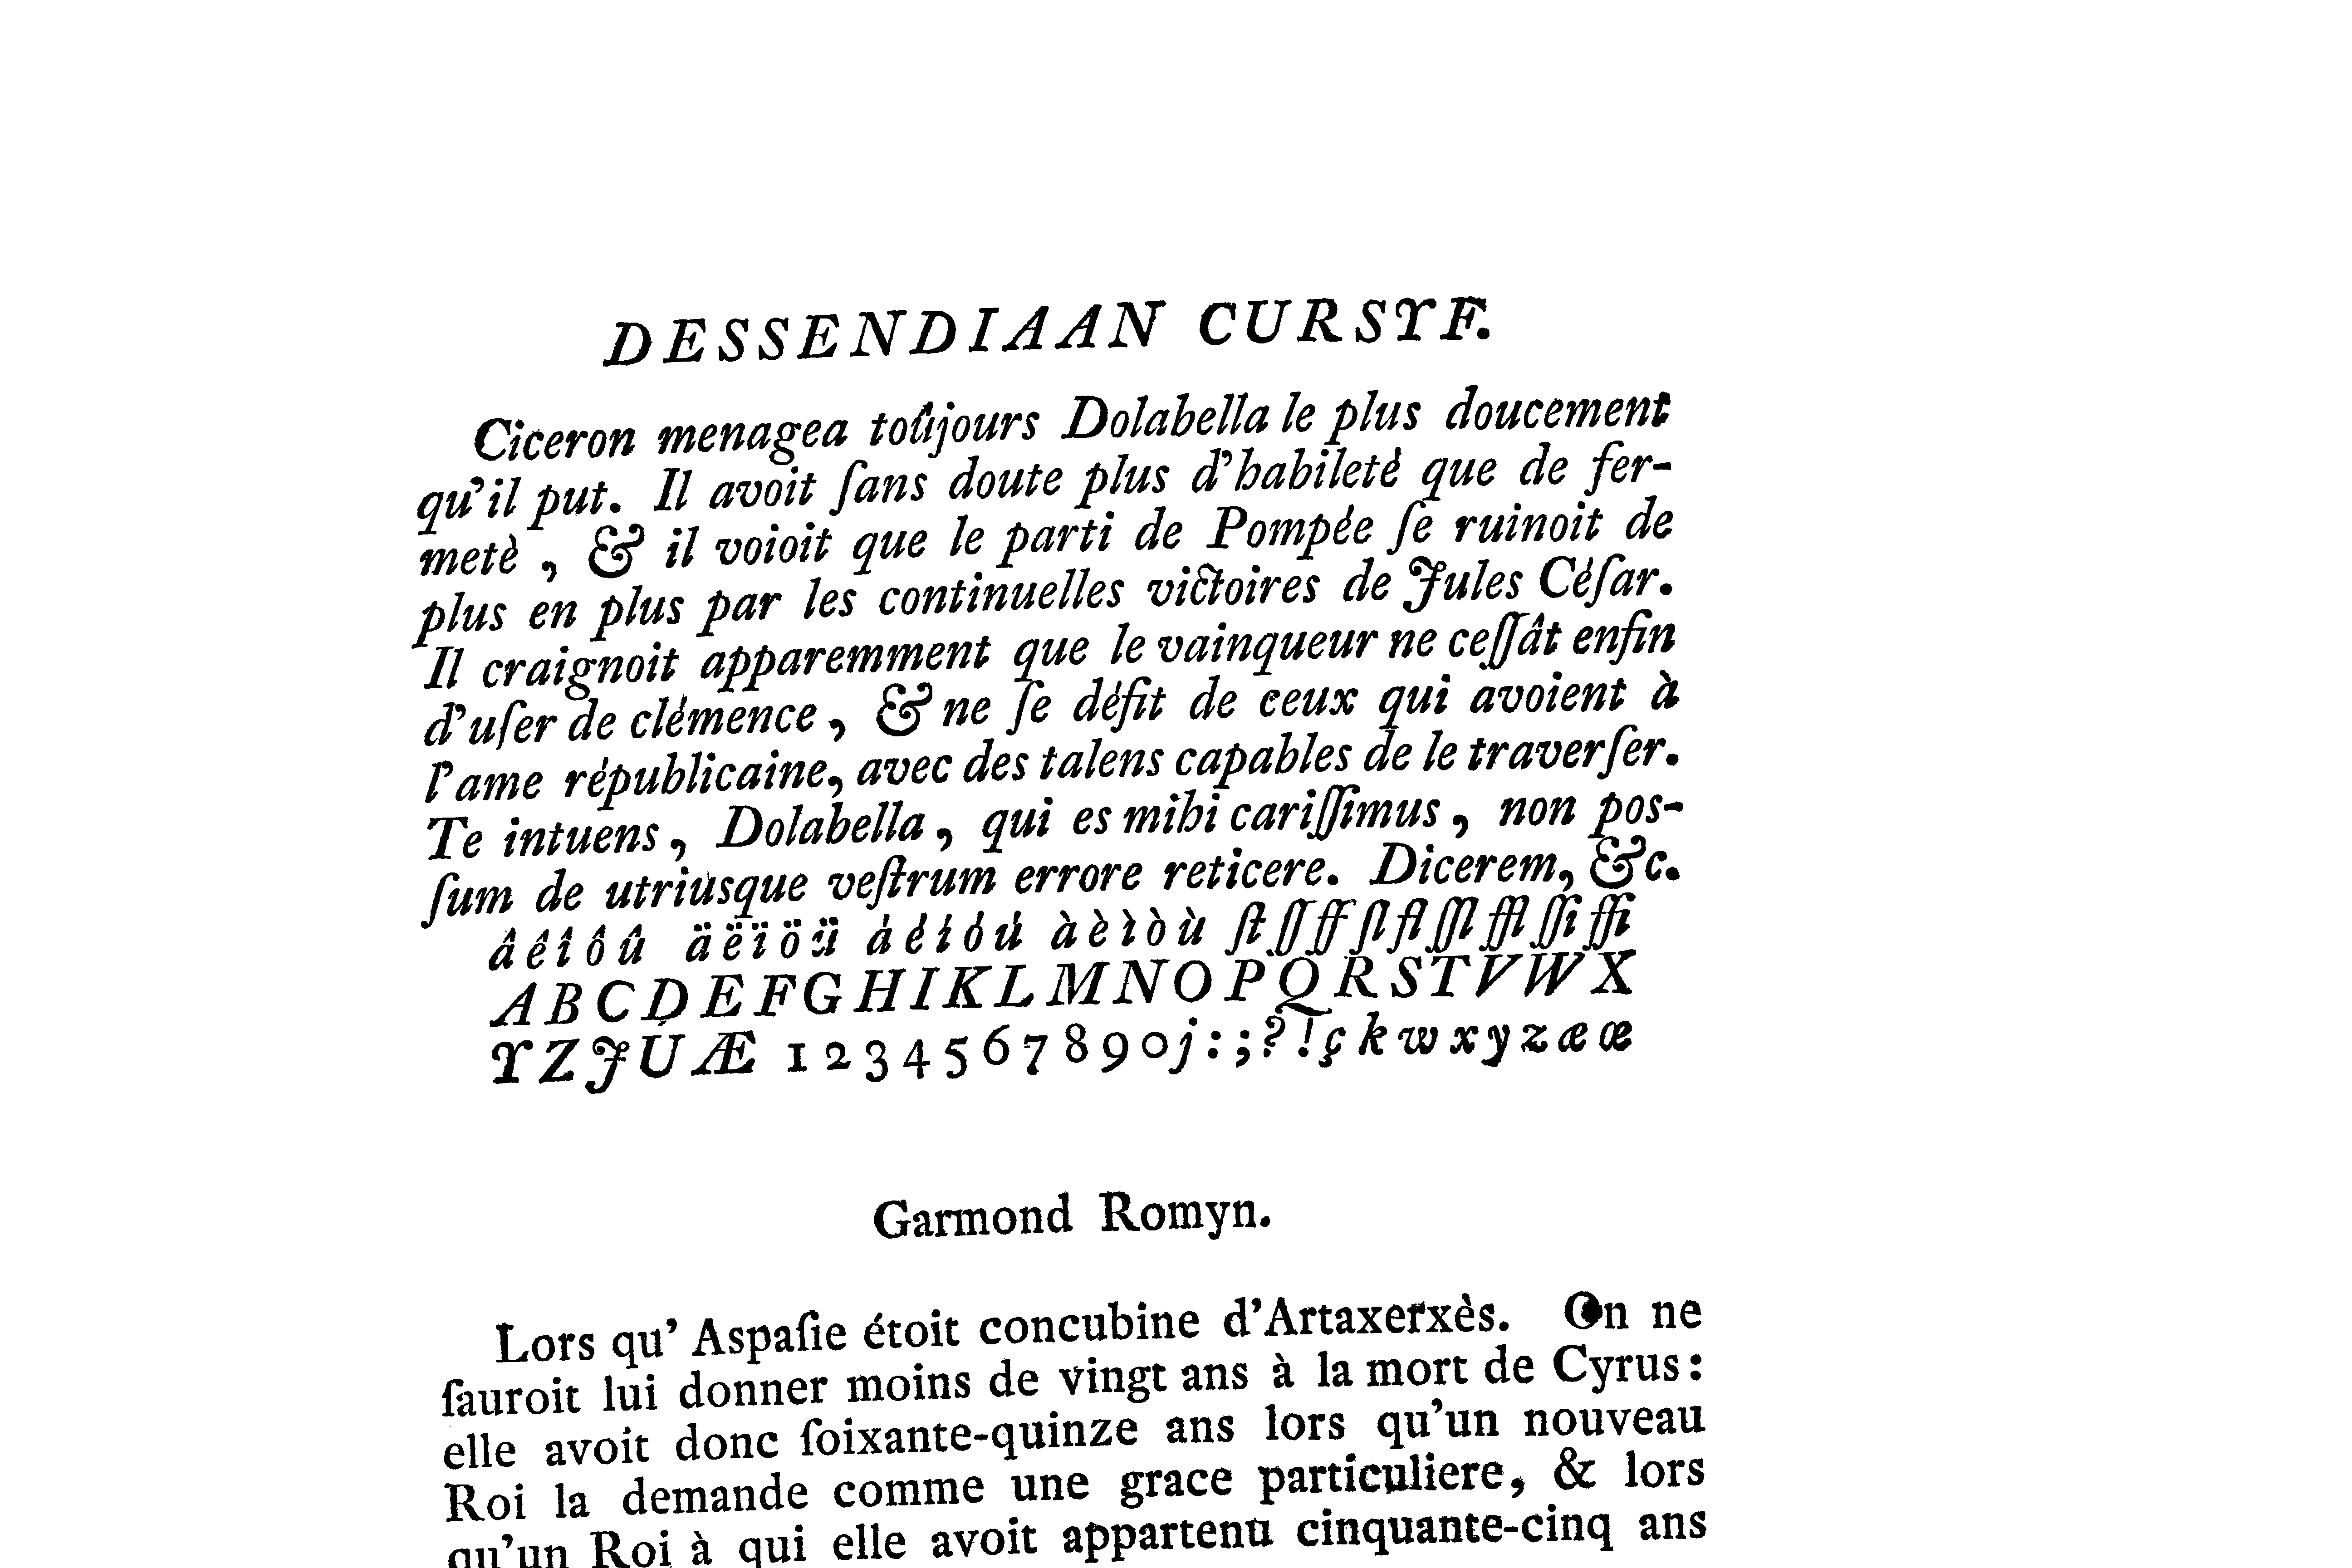 DESSENDIAAN CURSYF.
Ciceron menagea toûjours Dolabella le plus doucement
qu'il put. Il avoit ſans doute plus d'habileté que de fer-
metè, & il voioit que le parti de Pompée ſe ruinoit de
plus en plus par les continuelles victoires de Jules Céſar.
Il craignoit apparemment que le vainqueur ne ceſſât enfin
d'uſer de clémence, & ne ſe défit de ceux qui avoient à
l'ame républicaine, avec des talens capables de le traverſer.
Te intuens, Dolabella, qui es mihi cariſſimus, non pos-
ſum de utriusque veſtrum errore reticere. Dicerem, &c.
â ê î ô û ä ë ï ö ü á é í ó ú à è ì ò ù ſt ſſ ff ſl fl ſſl ffl ſſi ffi
A B C D E F G H I K L M N O P Q R S T V W X
Y Z J U Æ 1 2 3 4 5 6 7 8 9 0 j : ; ? ! ç k w x y z æ œ
Garmond Romyn.
Lors qu' Aspaſie étoit concubine d'Artaxerxès. On ne
ſauroit lui donner moins de vingt ans à la mort de Cyrus:
elle avoit donc ſoixante-quinze ans lors qu'un nouveau
Roi la demande comme une grace particuliere, & lors
qu'un Roi à qui elle avoit appartenu cinquante-cinq ans